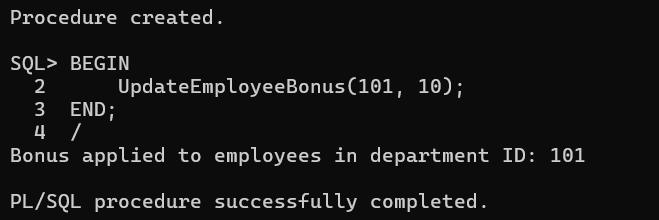 Procedure created.
SQL> BEGIN
  2      UpdateEmployeeBonus(101, 10);
  3  END;
  4  /
Bonus applied to employees in department ID: 101
PL/SQL procedure successfully completed.